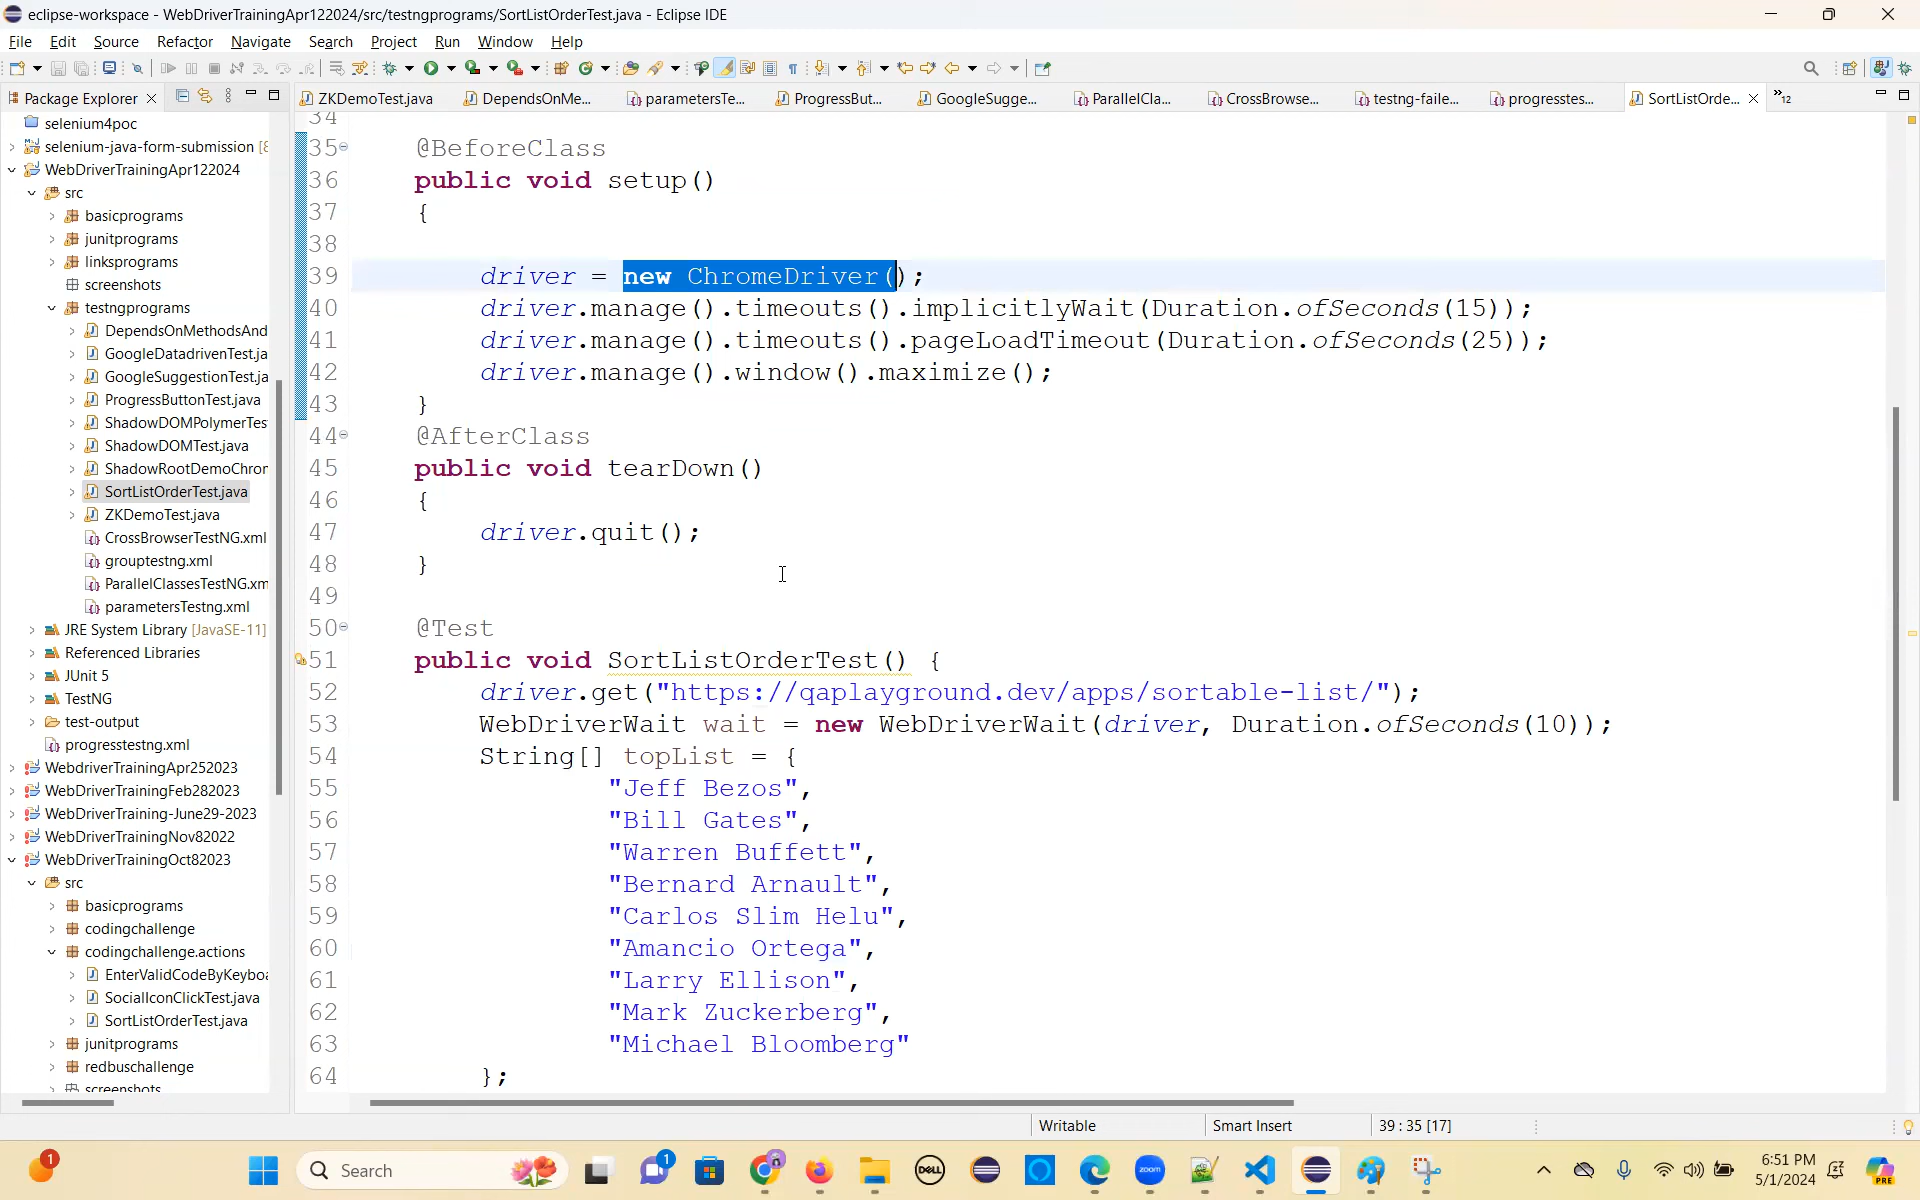 eclipse-workspace - WebDriverTrainingApr122024/src/testngprograms/SortListOrderTest.java - Eclipse IDE
File Edit Source Refactor Navigate Search Project Run Window Help
Package Explorer
ZKDemoTest.java DependsOnMe... parametersTe... ProgressBut... GoogleSugge... ParallelCla... CrossBrowse... testng-faile... progresstes... SortListOrde... »12
selenium4poc
selenium-java-form-submission [8
WebDriverTrainingApr122024
src
basicprograms
junitprograms
linksprograms
screenshots
testngprograms
DependsOnMethodsAnd
GoogleDatadrivenTest.ja
GoogleSuggestionTest.ja
ProgressButtonTest.java
ShadowDOMPolymerTes
ShadowDOMTest.java
ShadowRootDemoChron
SortListOrderTest.java
ZKDemoTest.java
CrossBrowserTestNG.xml
grouptestng.xml
ParallelClassesTestNG.xm
parametersTestng.xml
JRE System Library [JavaSE-11]
Referenced Libraries
JUnit 5
TestNG
test-output
progresstestng.xml
WebdriverTrainingApr252023
WebDriverTrainingFeb282023
WebDriverTraining-June29-2023
WebDriverTrainingNov82022
WebDriverTrainingOct82023
src
basicprograms
codingchallenge
codingchallenge.actions
EnterValidCodeByKeyboa
SocialIconClickTest.java
SortListOrderTest.java
junitprograms
redbuschallenge
screenshots
34
35 @BeforeClass
36 public void setup()
37 {
38
39 driver = new ChromeDriver();
40 driver.manage().timeouts().implicitlyWait(Duration.ofSeconds(15));
41 driver.manage().timeouts().pageLoadTimeout(Duration.ofSeconds(25));
42 driver.manage().window().maximize();
43 }
44 @AfterClass
45 public void tearDown()
46 {
47 driver.quit();
48 }
49
50 @Test
51 public void SortListOrderTest() {
52 driver.get("https://qaplayground.dev/apps/sortable-list/");
53 WebDriverWait wait = new WebDriverWait(driver, Duration.ofSeconds(10));
54 String[] topList = {
55 "Jeff Bezos",
56 "Bill Gates",
57 "Warren Buffett",
58 "Bernard Arnault",
59 "Carlos Slim Helu",
60 "Amancio Ortega",
61 "Larry Ellison",
62 "Mark Zuckerberg",
63 "Michael Bloomberg"
64 };
Writable Smart Insert 39 : 35 [17]
1 Search DELL 1 zoom 6:51 PM PRE
5/1/2024